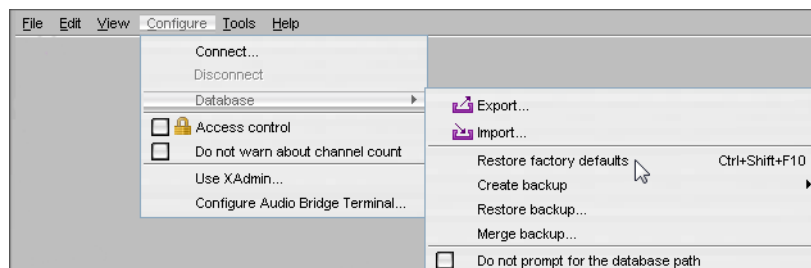 File Edit View Configure Tools Help
Connect...
Disconnect
Database
Access control
Do not warn about channel count
Use XAdmin...
Configure Audio Bridge Terminal...
Export...
Import...
Restore factory defaults Ctrl+Shift+F10
Create backup
Restore backup...
Merge backup...
Do not prompt for the database path